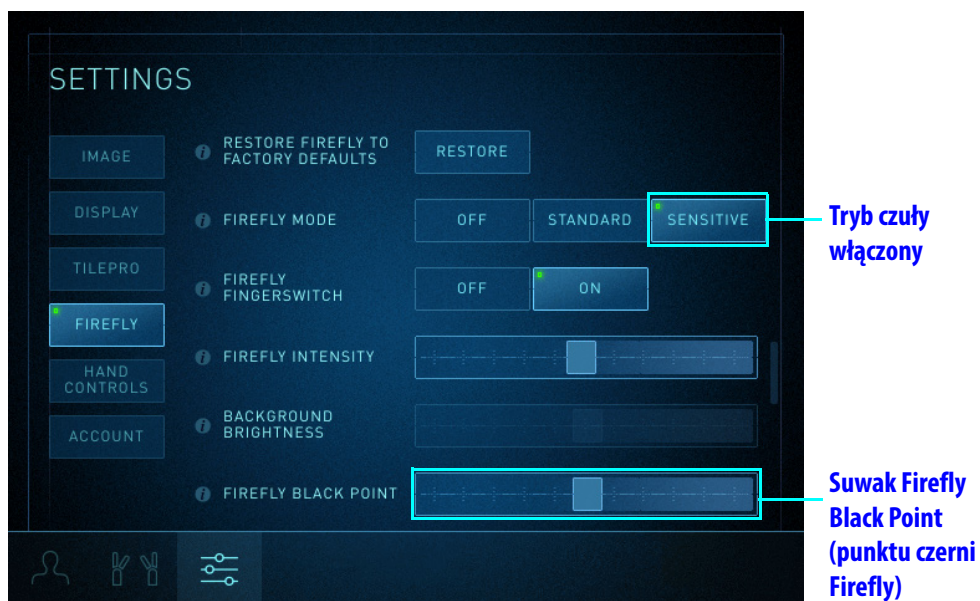 SETTINGS
IMAGE
DISPLAY
TILEPRO
FIREFLY
HAND
CONTROLS
ACCOUNT
RESTORE FIREFLY TO
FACTORY DEFAULTS
RESTORE
FIREFLY MODE
OFF
STANDARD
SENSITIVE
FIREFLY
FINGERSWITCH
OFF
ON
FIREFLY INTENSITY
BACKGROUND
BRIGHTNESS
FIREFLY BLACK POINT
Tryb czuły
włączony
Suwak Firefly
Black Point
(punktu czerni
Firefly)